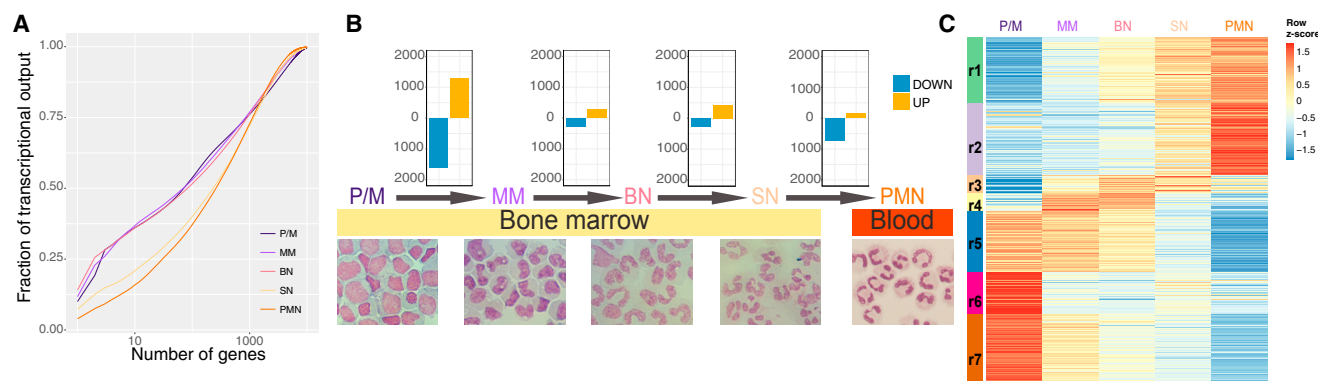 A
Fraction of transcriptional output
1.00
0.75
0.50
0.25
0.00
10
1000
Number of genes
P/M
MM
BN
SN
PMN
B
2000
1000
0
1000
2000
2000
1000
0
1000
2000
2000
1000
0
1000
2000
2000
1000
0
1000
2000
DOWN
UP
P/M MM BN SN PMN
Bone marrow Blood
C
P/M MM BN SN PMN
r1
r2
r3
r4
r5
r6
r7
Row
z-score
1.5
1
0.5
0
−0.5
−1
−1.5